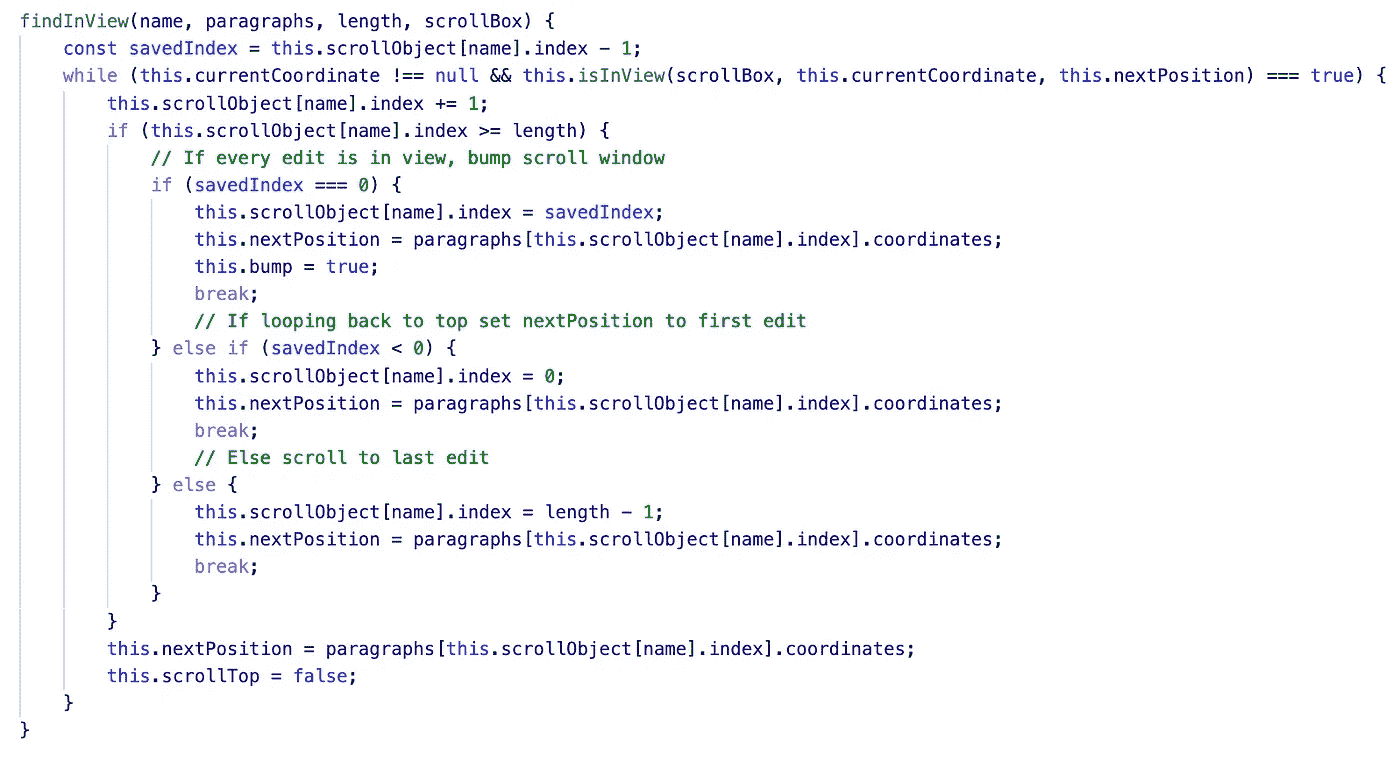 findInView(name, paragraphs, length, scrollBox) {
    const savedIndex = this.scrollObject[name].index - 1;
    while (this.currentCoordinate !== null && this.isInView(scrollBox, this.currentCoordinate, this.nextPosition) === true) {
        this.scrollObject[name].index += 1;
        if (this.scrollObject[name].index >= length) {
            // If every edit is in view, bump scroll window
            if (savedIndex === 0) {
                this.scrollObject[name].index = savedIndex;
                this.nextPosition = paragraphs[this.scrollObject[name].index].coordinates;
                this.bump = true;
                break;
                // If looping back to top set nextPosition to first edit
            } else if (savedIndex < 0) {
                this.scrollObject[name].index = 0;
                this.nextPosition = paragraphs[this.scrollObject[name].index].coordinates;
                break;
                // Else scroll to last edit
            } else {
                this.scrollObject[name].index = length - 1;
                this.nextPosition = paragraphs[this.scrollObject[name].index].coordinates;
                break;
            }
        }
        this.nextPosition = paragraphs[this.scrollObject[name].index].coordinates;
        this.scrollTop = false;
    }
}